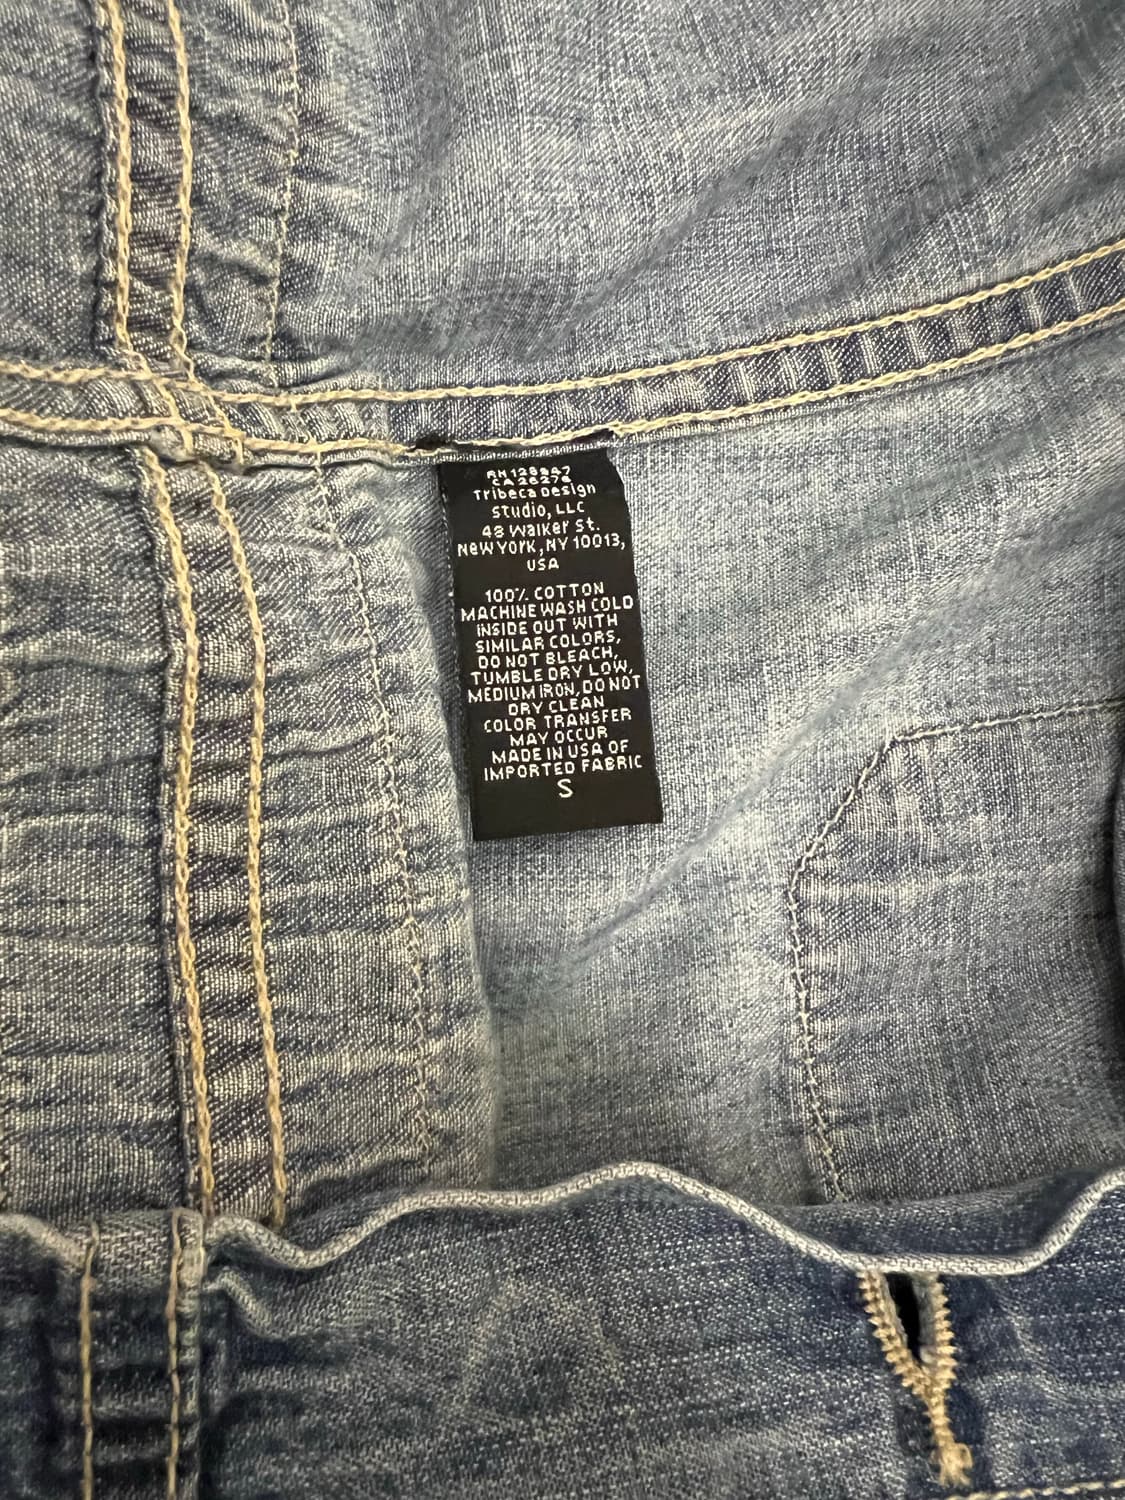 Tribeca Design
Studio, LLC
48 Walker St.
New York, NY 10013,
USA
100% COTTON
MACHINE WASH COLD
INSIDE OUT WITH
SIMILAR COLORS,
DO NOT BLEACH,
TUMBLE DRY LOW,
MEDIUM IRON, DO NOT
DRY CLEAN
COLOR TRANSFER
MAY OCCUR
MADE IN USA OF
IMPORTED FABRIC
S